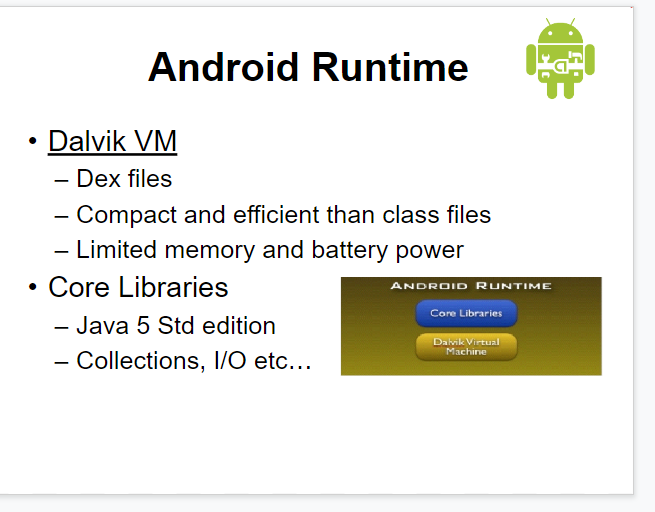 Android Runtime
• Dalvik VM
– Dex files
– Compact and efficient than class files
– Limited memory and battery power
• Core Libraries
– Java 5 Std edition
– Collections, I/O etc…
ANDROID RUNTIME
Core Libraries
Dalvik Virtual
Machine